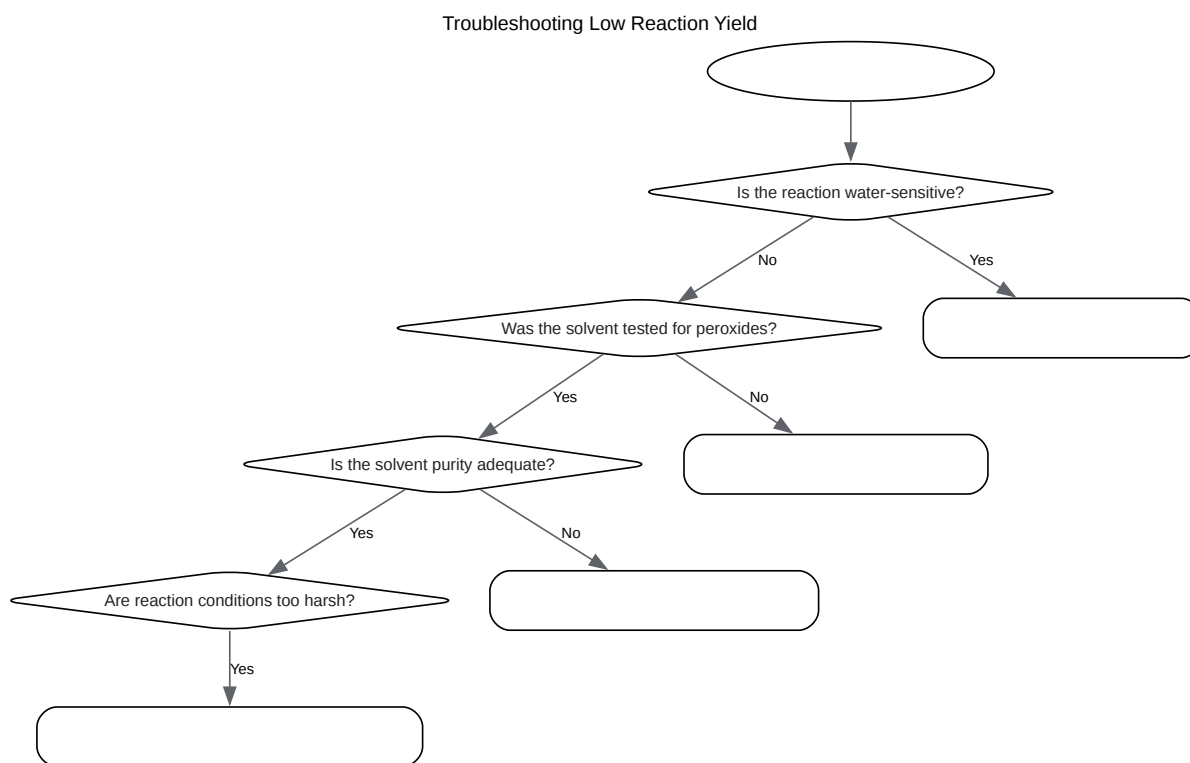 Troubleshooting Low Reaction Yield
Is the reaction water-sensitive?
No
Yes
Was the solvent tested for peroxides?
Yes
No
Is the solvent purity adequate?
Yes
No
Are reaction conditions too harsh?
Yes